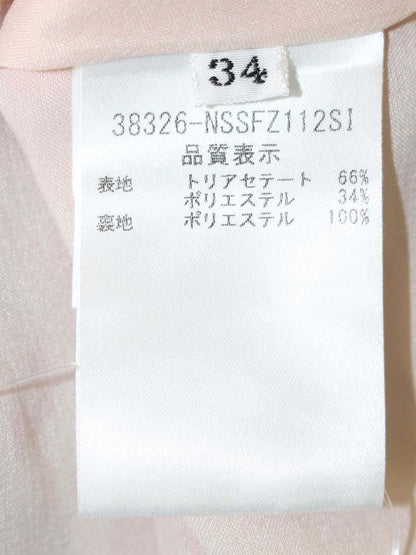 34
38326-NSSFZ112SI
品質表示
表地 トリアセテート 66%
ポリエステル 34%
裏地 ポリエステル 100%